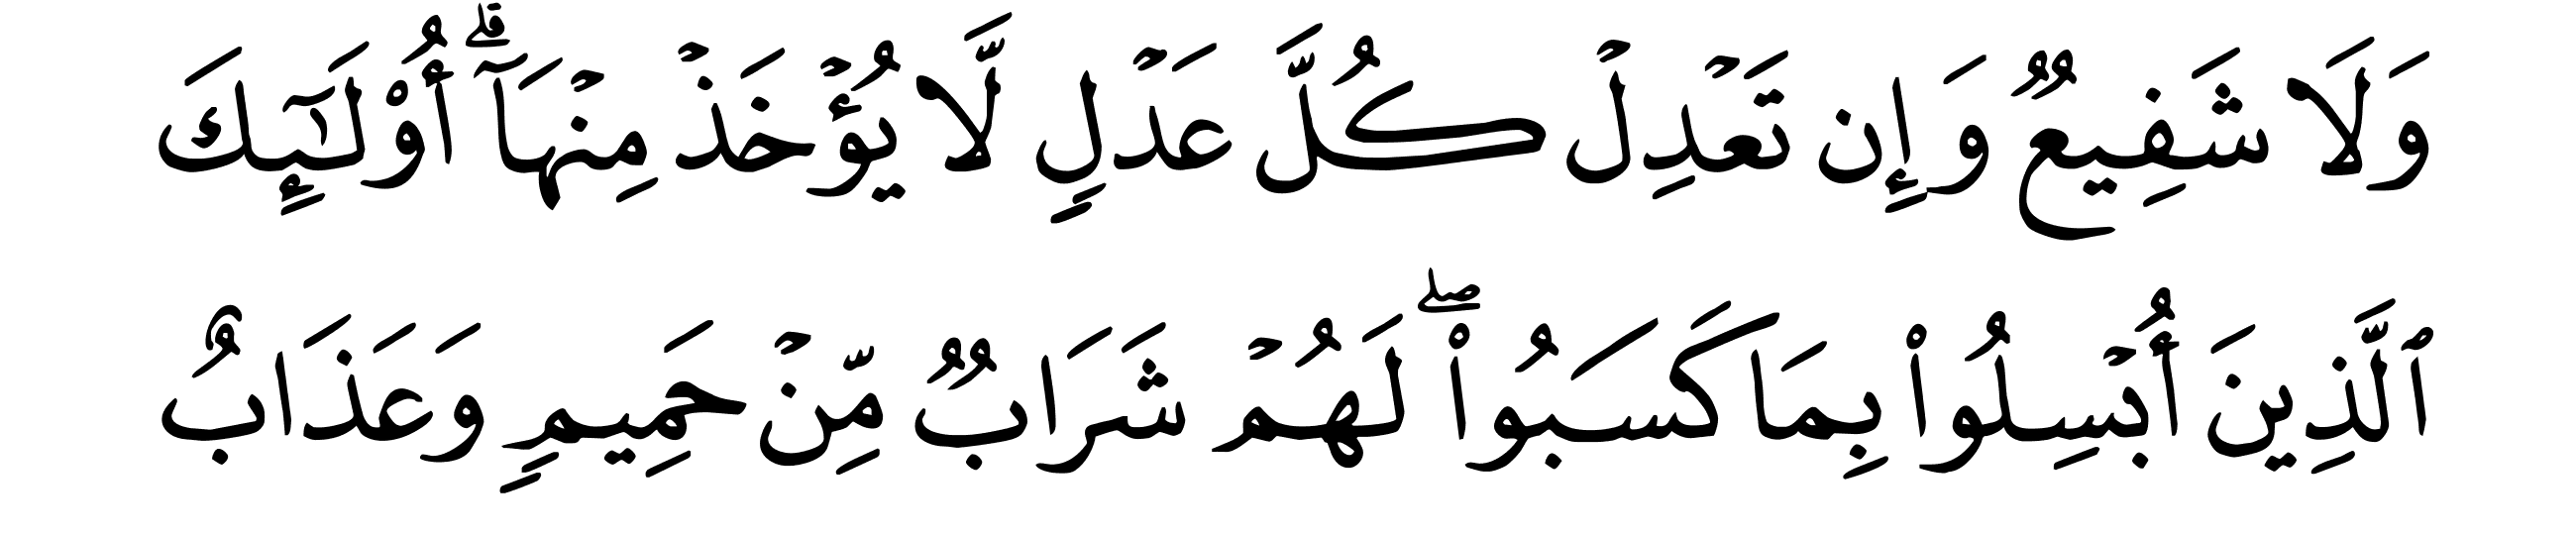 وَلَا شَفِيعٞ وَإِن تَعۡدِلۡ كُلَّ عَدۡلٖ لَّا يُؤۡخَذۡ مِنۡهَآۗ أُوْلَٰٓئِكَ
ٱلَّذِينَ أُبۡسِلُواْ بِمَا كَسَبُواْۖ لَهُمۡ شَرَابٞ مِّنۡ حَمِيمٖ وَعَذَابٌ